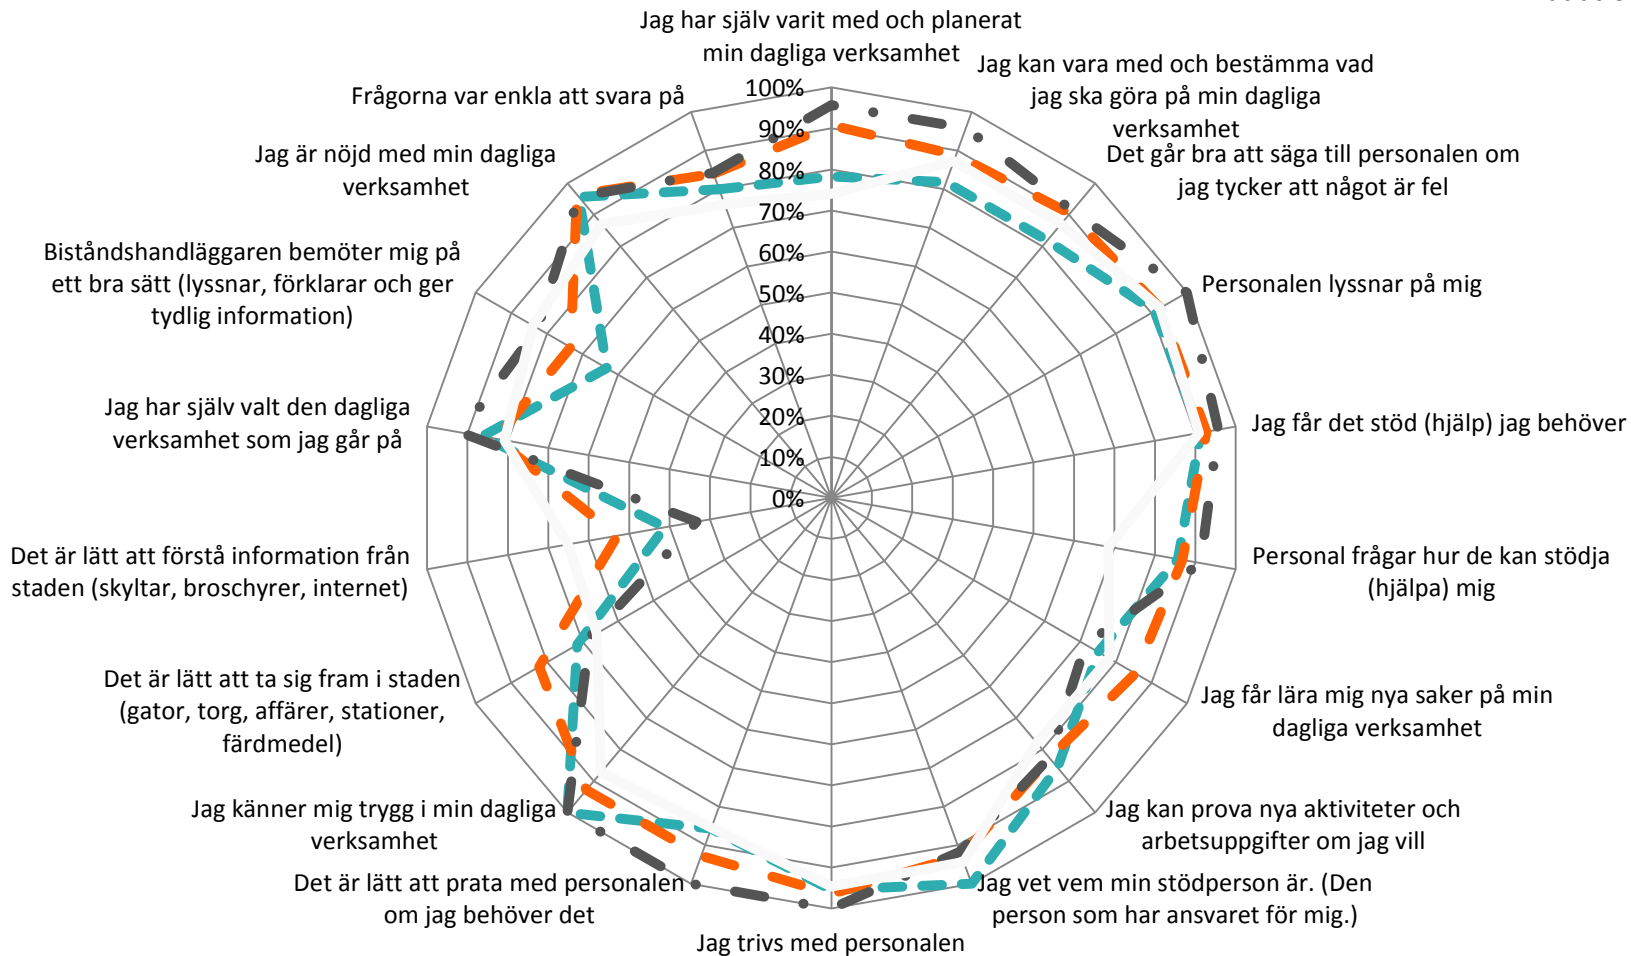 Jag har själv varit med och planerat
min dagliga verksamhet
Jag kan vara med och bestämma vad
jag ska göra på min dagliga
verksamhet
Det går bra att säga till personalen om
jag tycker att något är fel
Personalen lyssnar på mig
Jag får det stöd (hjälp) jag behöver
Personal frågar hur de kan stödja
(hjälpa) mig
Jag får lära mig nya saker på min
dagliga verksamhet
Jag kan prova nya aktiviteter och
arbetsuppgifter om jag vill
Jag vet vem min stödperson är. (Den
person som har ansvaret för mig.)
Jag trivs med personalen
Det är lätt att prata med personalen
om jag behöver det
Jag känner mig trygg i min dagliga
verksamhet
Det är lätt att ta sig fram i staden
(gator, torg, affärer, stationer,
färdmedel)
Det är lätt att förstå information från
staden (skyltar, broschyrer, internet)
Jag har själv valt den dagliga
verksamhet som jag går på
Biståndshandläggaren bemöter mig på
ett bra sätt (lyssnar, förklarar och ger
tydlig information)
Jag är nöjd med min dagliga
verksamhet
Frågorna var enkla att svara på
100%
90%
80%
70%
60%
50%
40%
30%
20%
10%
0%